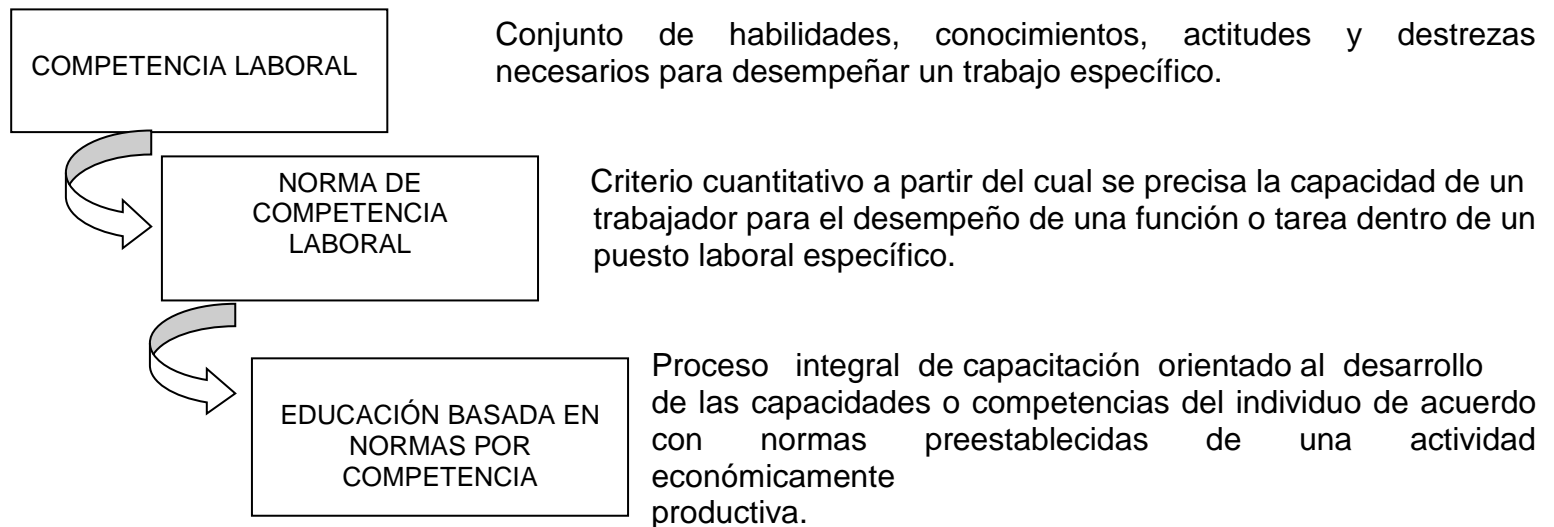 COMPETENCIA LABORAL
Conjunto de habilidades, conocimientos, actitudes y destrezas
necesarios para desempeñar un trabajo específico.
NORMA DE
COMPETENCIA
LABORAL
Criterio cuantitativo a partir del cual se precisa la capacidad de un
trabajador para el desempeño de una función o tarea dentro de un
puesto laboral específico.
EDUCACIÓN BASADA EN
NORMAS POR
COMPETENCIA
Proceso integral de capacitación orientado al desarrollo
de las capacidades o competencias del individuo de acuerdo
con normas preestablecidas de una actividad
económicamente
productiva.